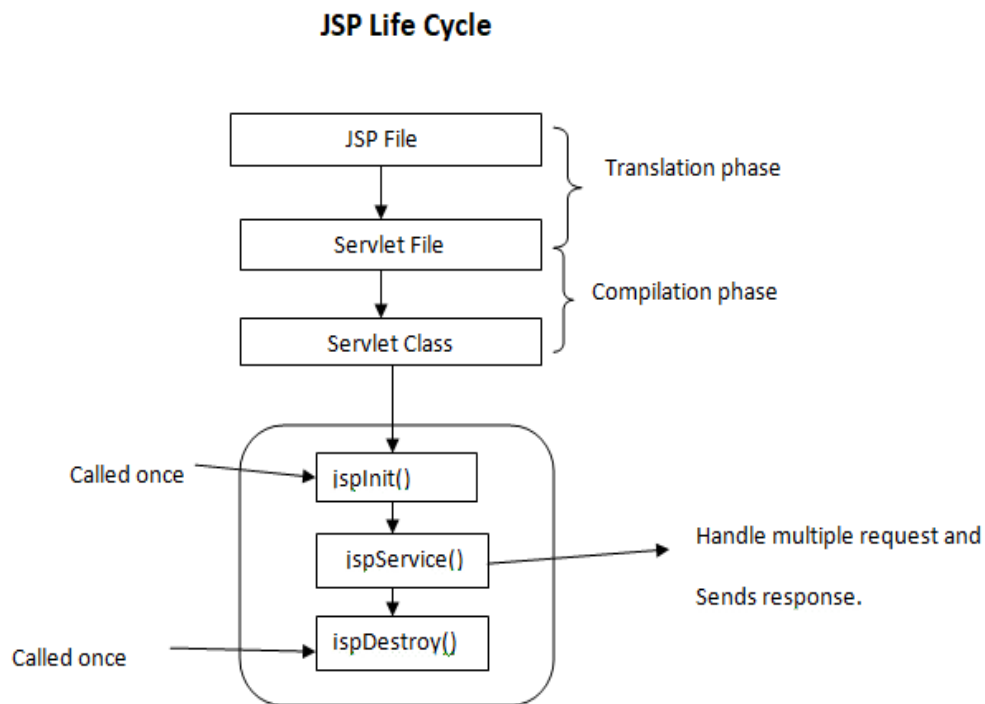 JSP Life Cycle
JSP File
Translation phase
Servlet File
Compilation phase
Servlet Class
Called once
jspInit()
jspService()
Handle multiple request and
Sends response.
jspDestroy()
Called once